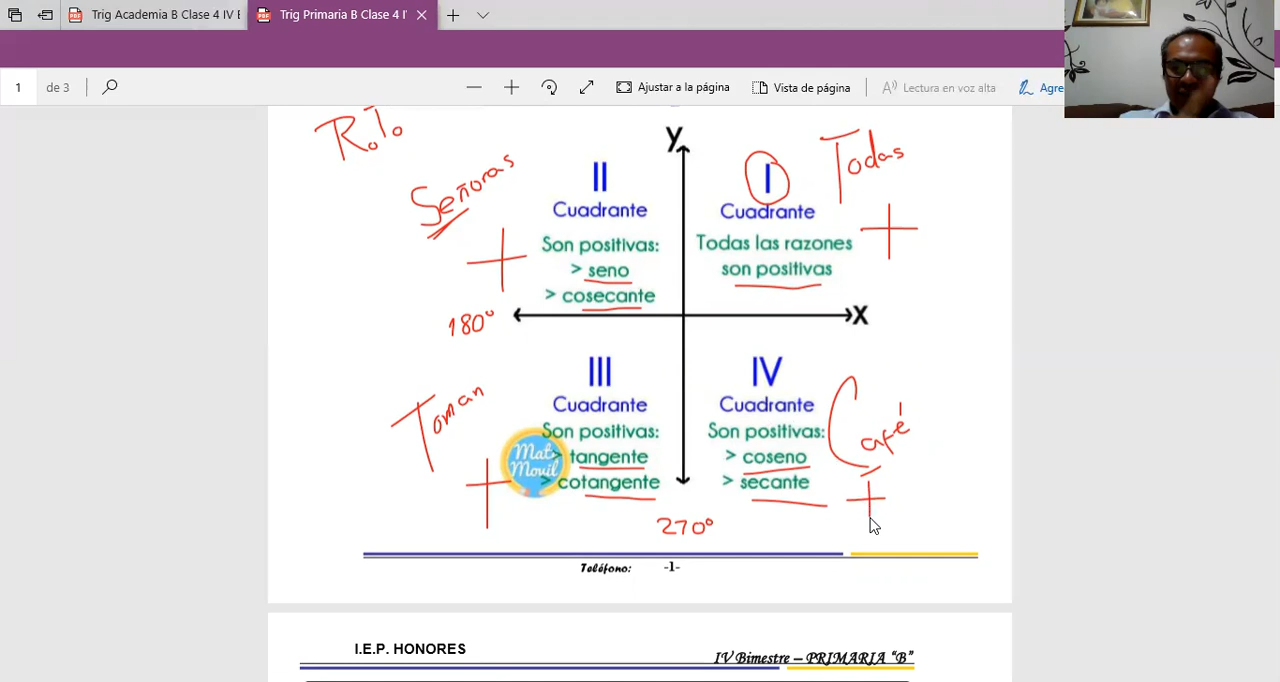 Trig Academia B Clase 4 IV B
Trig Primaria B Clase 4 I
1
de 3
Ajustar a la página
Vista de página
Lectura en voz alta
Agre
R.T.
Señoras
Todas
Y
II
Cuadrante
Son positivas:
> seno
> cosecante
+
I
Cuadrante
Todas las razones
son positivas
+
180°
X
Toman
III
Cuadrante
Son positivas:
> tangente
> cotangente
+
Mat
Movil
IV
Cuadrante
Son positivas:
> coseno
> secante
Café
+
270°
Teléfono:
-1-
I.E.P. HONORES
IV Bimestre – PRIMARIA “B”